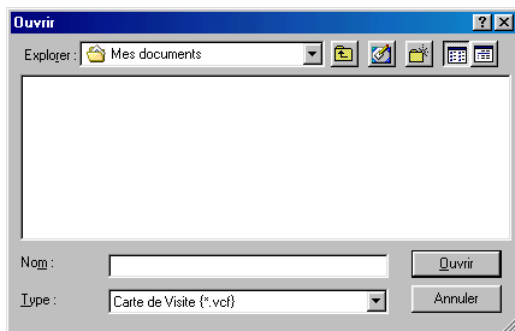 Ouvrir
Explorer : Mes documents
Nom :
Ouvrir
Type : Carte de Visite {*.vcf}
Annuler